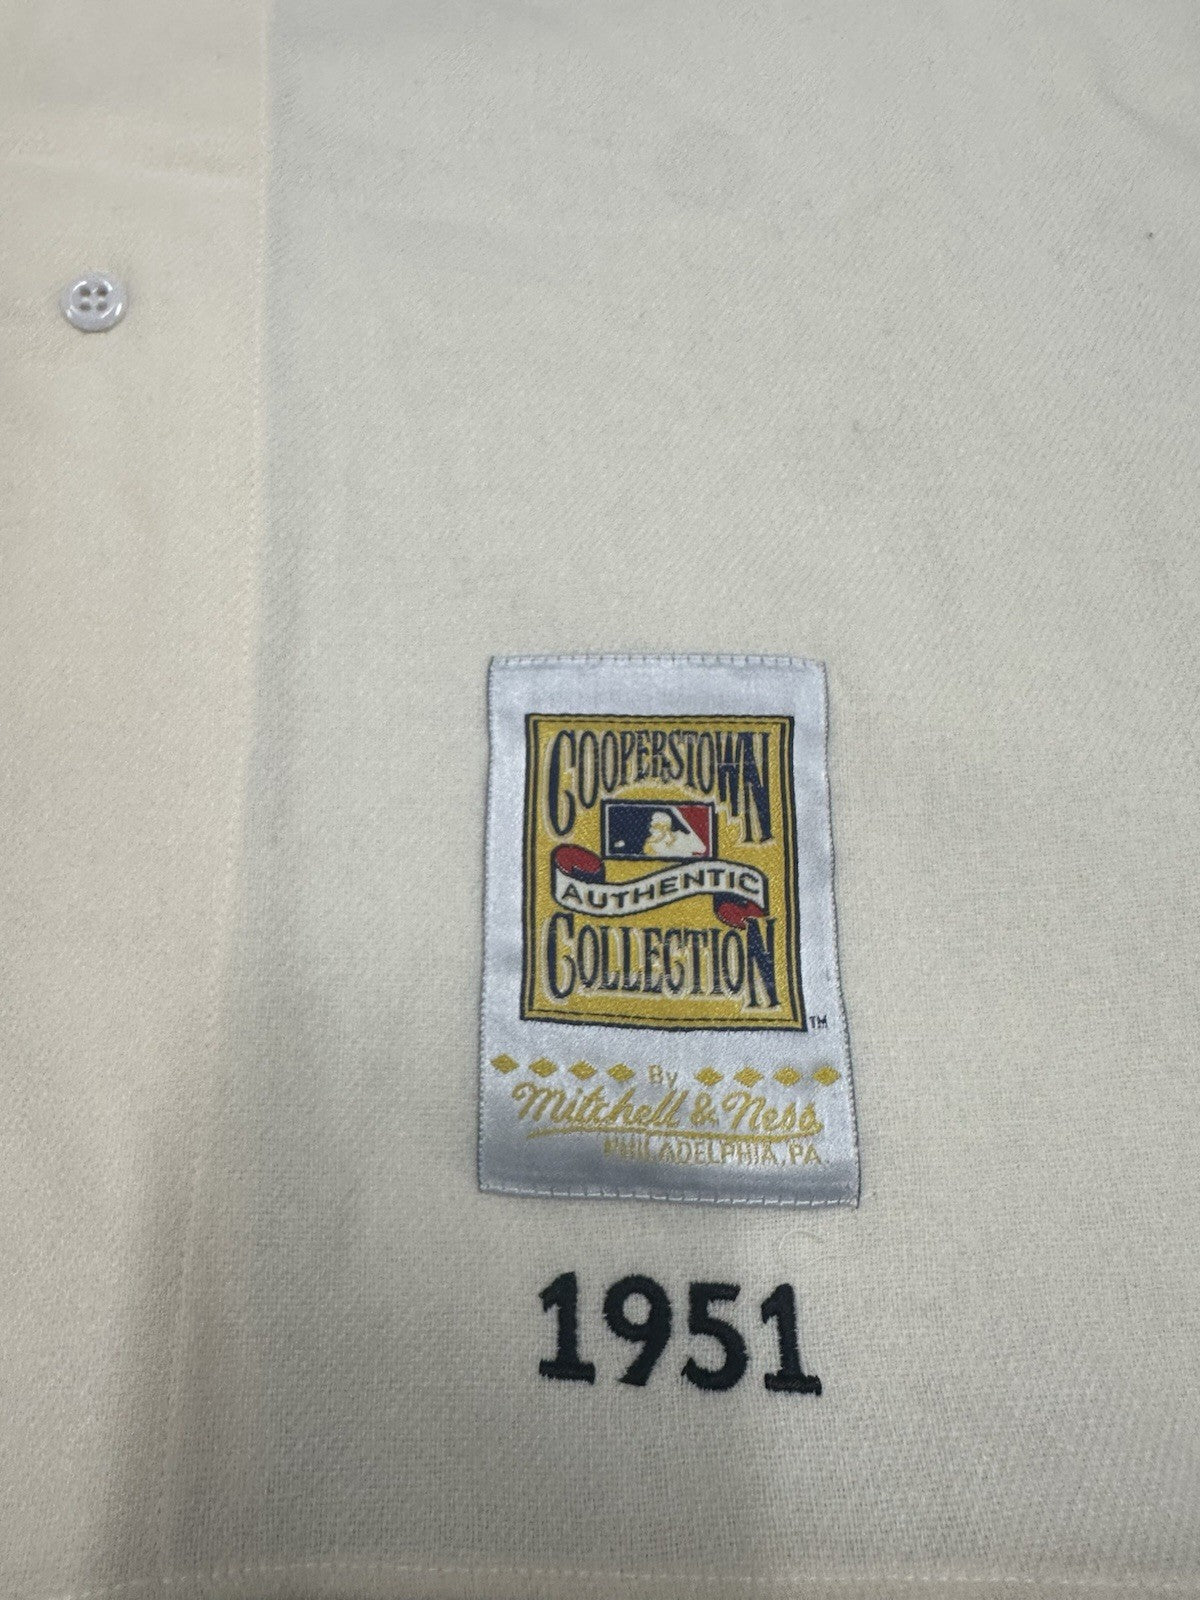 COOPERSTOWN
AUTHENTIC
COLLECTION
TM
By
Mitchell & Ness
PHILADELPHIA, PA.
1951